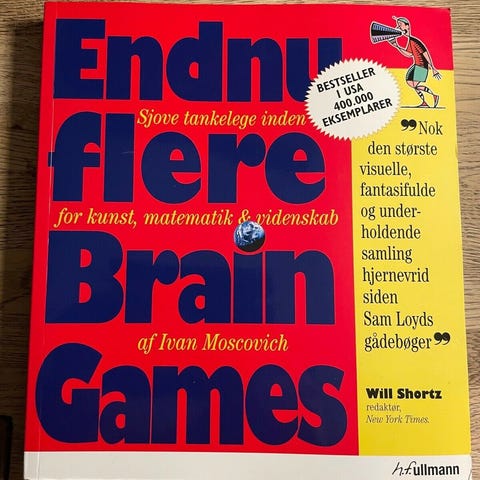 Endnu
Sjove tankelege inden
flere
for kunst, matematik & videnskab
Brain
af Ivan Moscovich
Games
BESTSELLER
I USA
400.000
EKSEMPLARER
”Nok
den største
visuelle,
fantasifulde
og under-
holdende
samling
hjernevrid
siden
Sam Loyds
gådebøger”
Will Shortz
redaktør,
New York Times.
h.f.ullmann